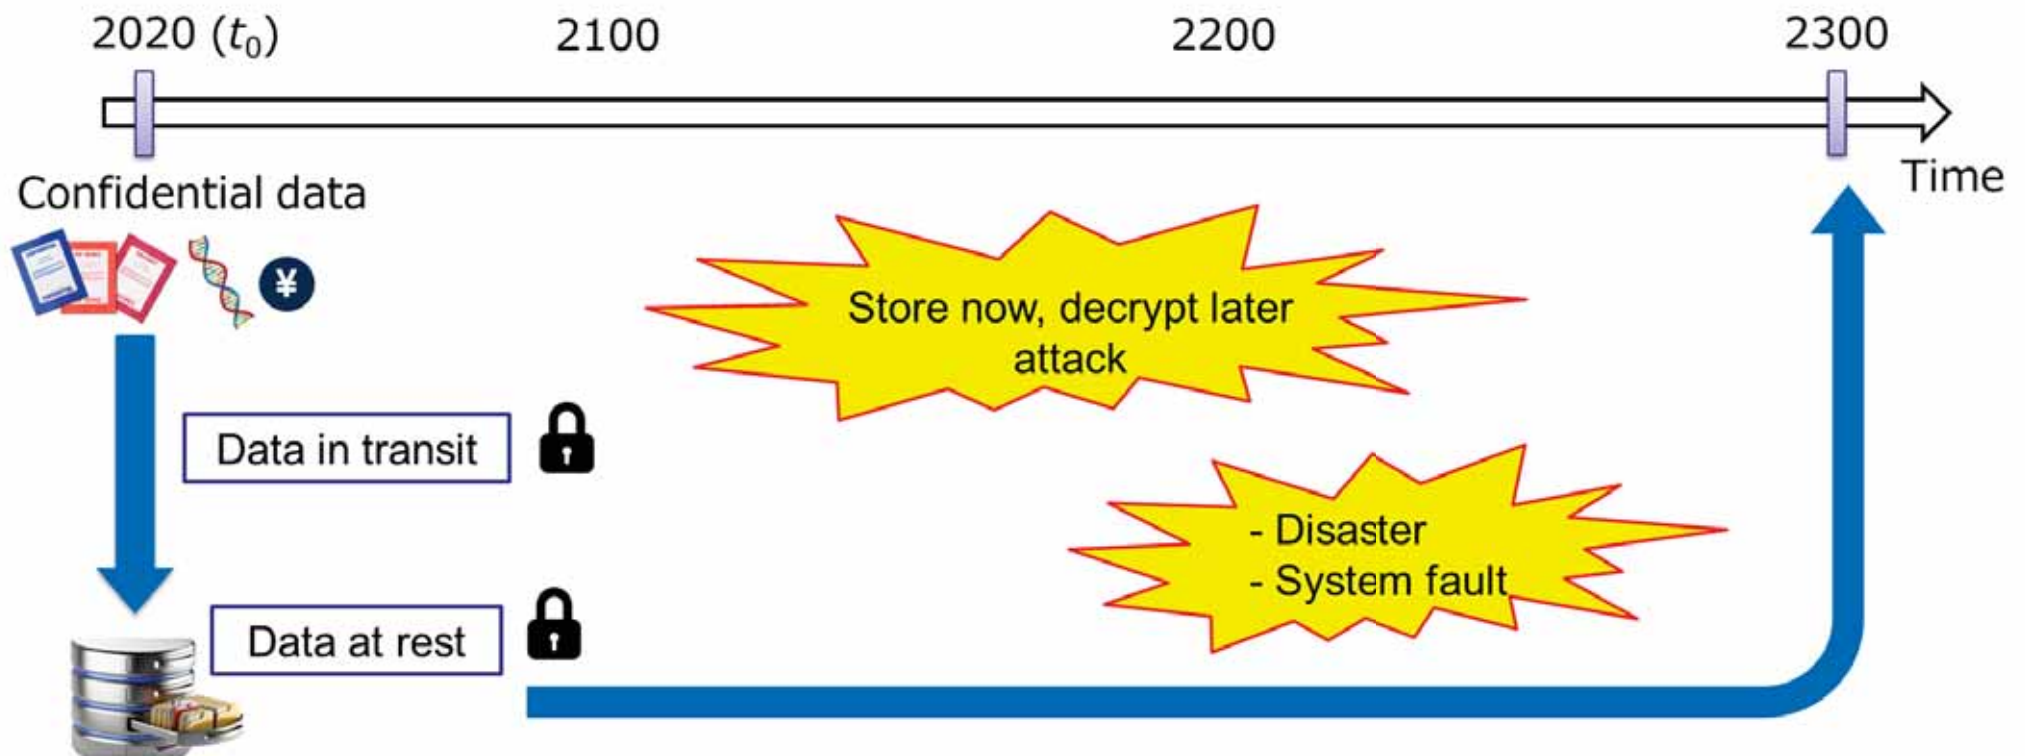 2020 (t0)
2100
2200
2300
Time
Confidential data
¥
Store now, decrypt later
attack
Data in transit
- Disaster
- System fault
Data at rest